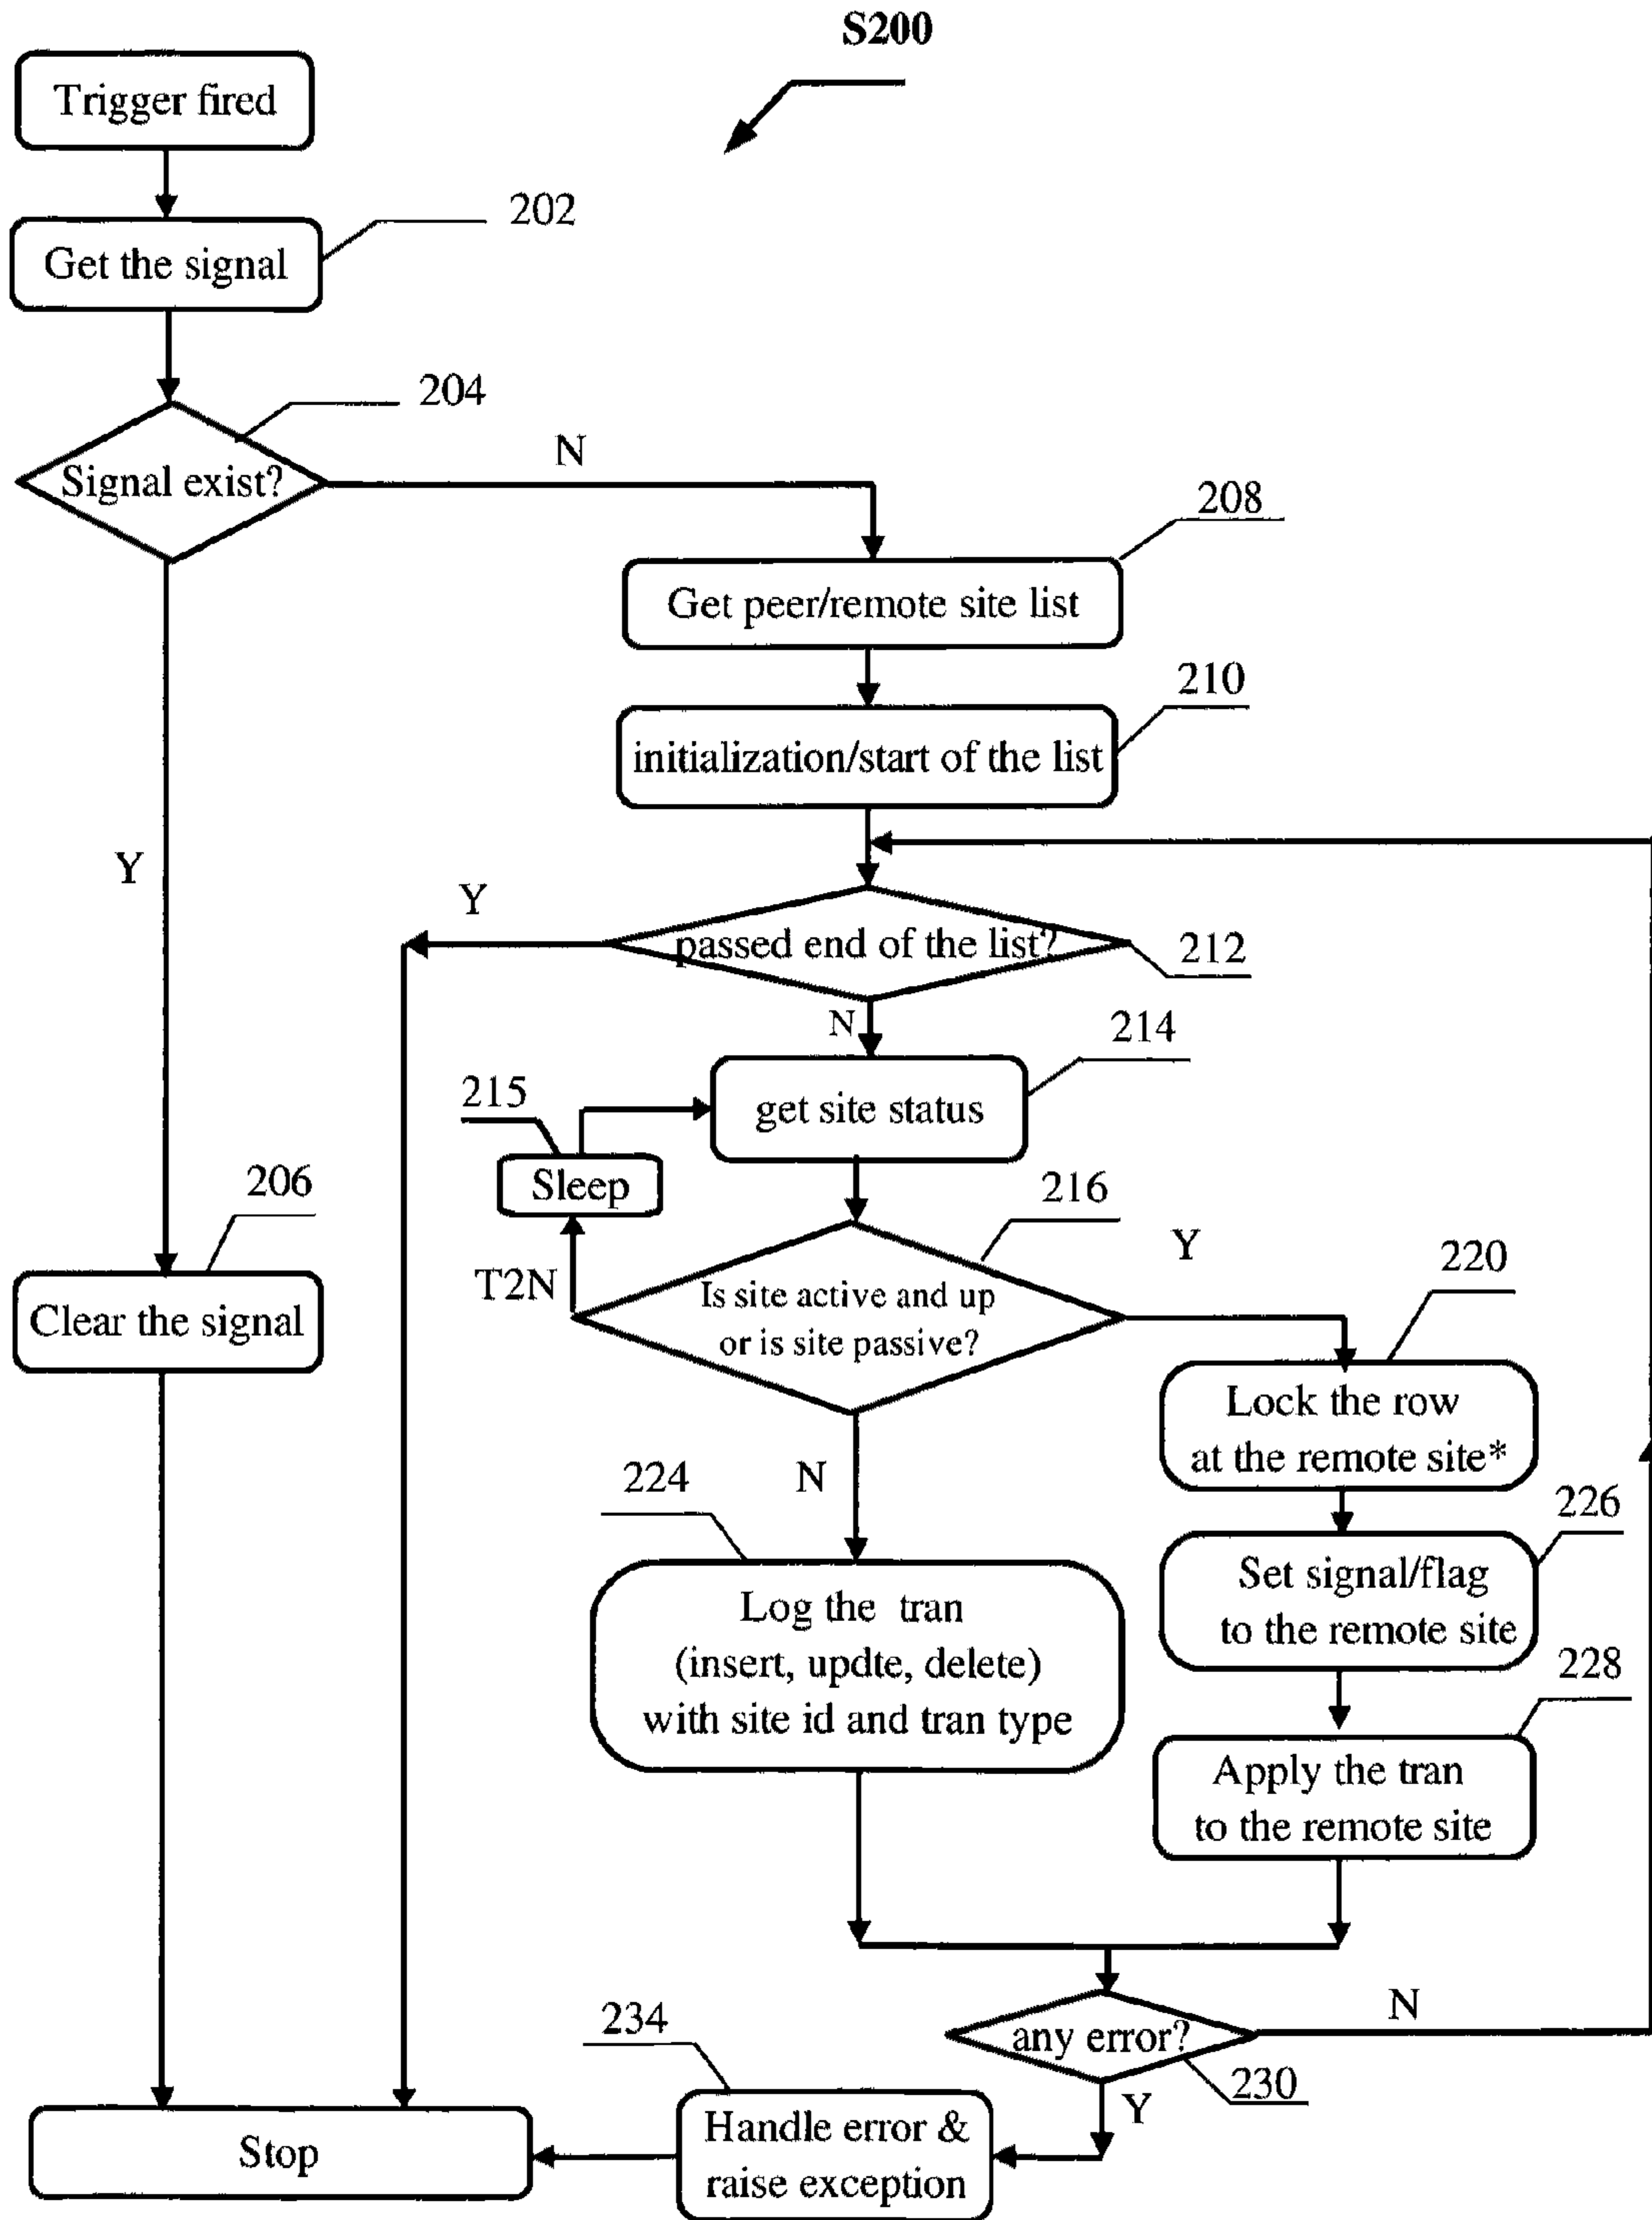 S200
Trigger fired
202
Get the signal
204
Signal exist?
N
208
Get peer/remote site list
210
initialization/start of the list
Y
Y
passed end of the list?
212
N
214
215
get site status
Sleep
206
216
Y
T2N
Is site active and up
or is site passive?
220
Clear the signal
Lock the row
at the remote site*
N
224
226
Set signal/flag
to the remote site
Log the tran
(insert, updte, delete)
with site id and tran type
228
Apply the tran
to the remote site
N
234
any error?
230
Y
Handle error &
raise exception
Stop